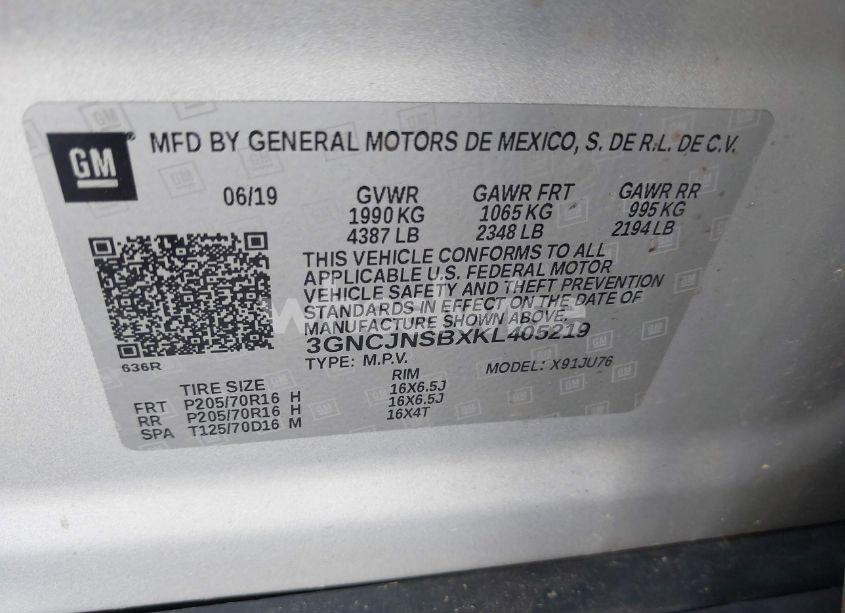 GM
MFD BY GENERAL MOTORS DE MEXICO, S. DE R.L. DE C.V.
06/19 GVWR GAWR FRT GAWR RR
1990 KG 1065 KG 995 KG
4387 LB 2348 LB 2194 LB
THIS VEHICLE CONFORMS TO ALL
APPLICABLE U.S. FEDERAL MOTOR
VEHICLE SAFETY AND THEFT PREVENTION
STANDARDS IN EFFECT ON THE DATE OF
MANUFACTURE SHOWN ABOVE.
3GNCJNSBXKL405219
636R
TYPE: M.P.V. MODEL: X91JU76
TIRE SIZE RIM
FRT P205/70R16 H 16X6.5J
RR P205/70R16 H 16X6.5J
SPA T125/70D16 M 16X4T